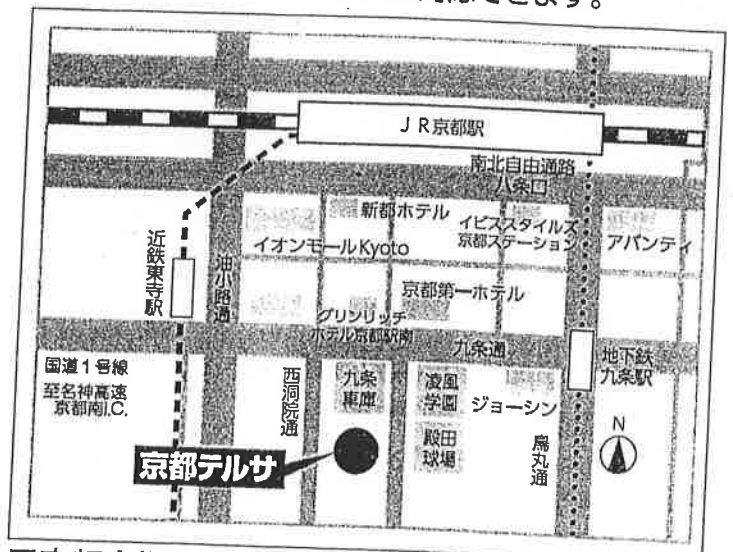 できます。
JR京都駅
南北自由通路
八条口
新都ホテル
イビススタイルズ
京都ステーション
アバンティ
イオンモールKyoto
近鉄東寺駅
油小路通
京都第一ホテル
グリンリッチ
ホテル京都駅南
九条通
地下鉄
九条駅
国道1号線
至名神高速
京都南I.C.
西洞院通
九条
車庫
凌風
学園
ジョーシン
殿田
球場
烏丸通
N
京都テルサ